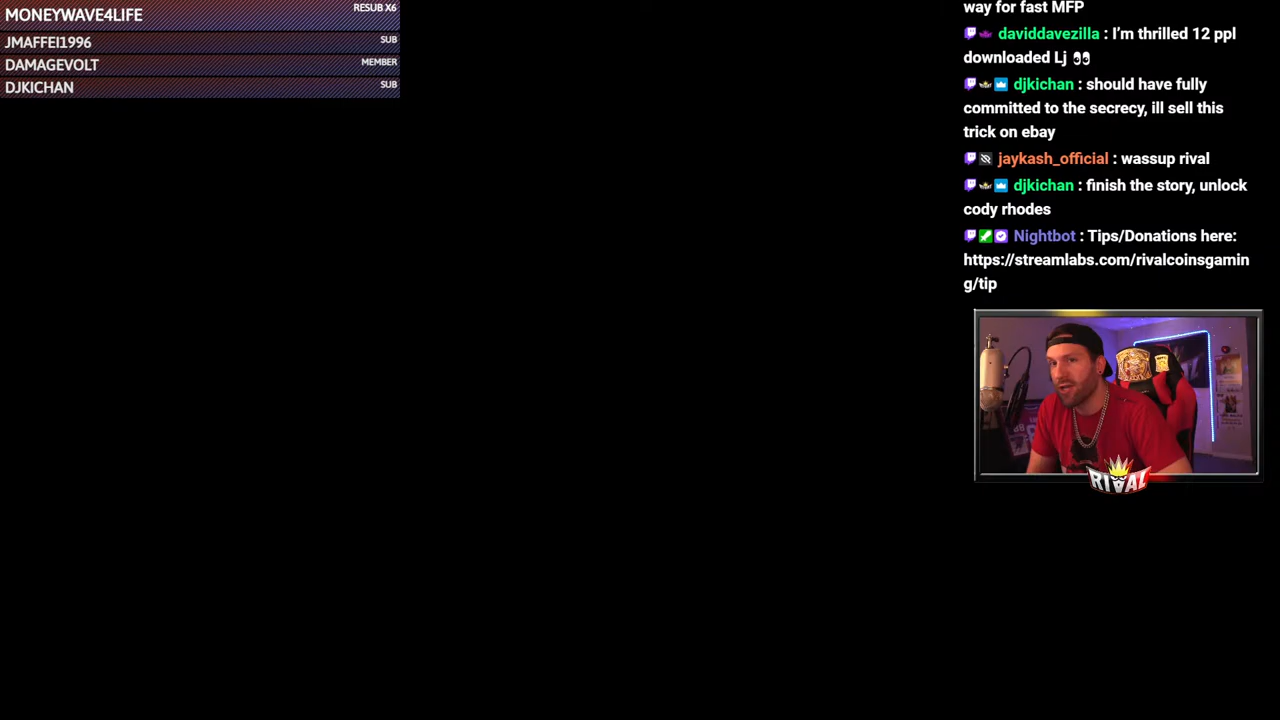 MONEYWAVE4LIFE RESUB X6
JMAFFEI1996 SUB
DAMAGEVOLT MEMBER
DJKICHAN SUB
way for fast MFP
daviddavezilla : I'm thrilled 12 ppl
downloaded Lj 👀
djkichan : should have fully
committed to the secrecy, ill sell this
trick on ebay
jaykash_official : wassup rival
djkichan : finish the story, unlock
cody rhodes
Nightbot : Tips/Donations here:
https://streamlabs.com/rivalcoinsgamin
g/tip
RIVAL